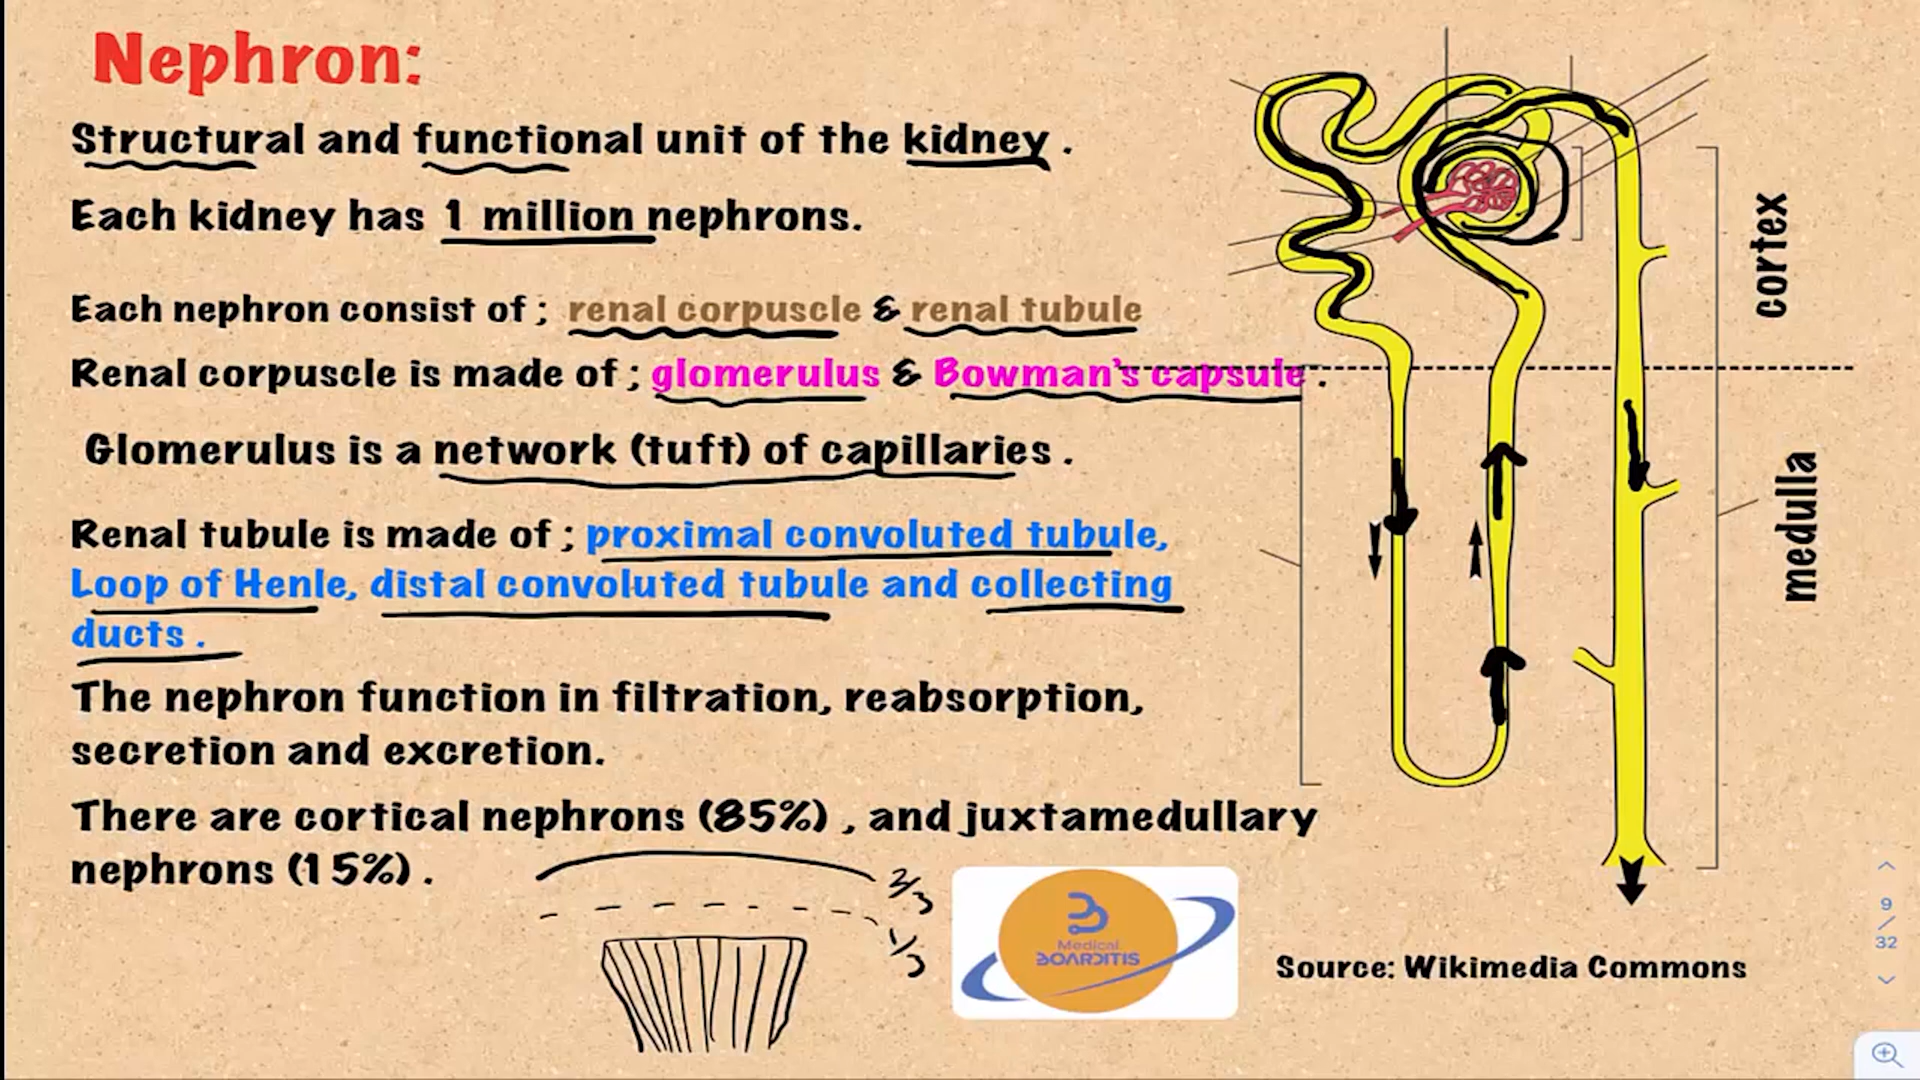 Nephron:
Structural and functional unit of the kidney .
Each kidney has 1 million nephrons.
Each nephron consist of ; renal corpuscle & renal tubule
Renal corpuscle is made of ; glomerulus & Bowman's capsule .
Glomerulus is a network (tuft) of capillaries .
Renal tubule is made of ; proximal convoluted tubule,
Loop of Henle, distal convoluted tubule and collecting
ducts .
The nephron function in filtration, reabsorption,
secretion and excretion.
There are cortical nephrons (85%) , and juxtamedullary
nephrons (15%) .
2/3
1/3
cortex
medulla
Medical
BOARDITIS
Source: Wikimedia Commons
9
/
32